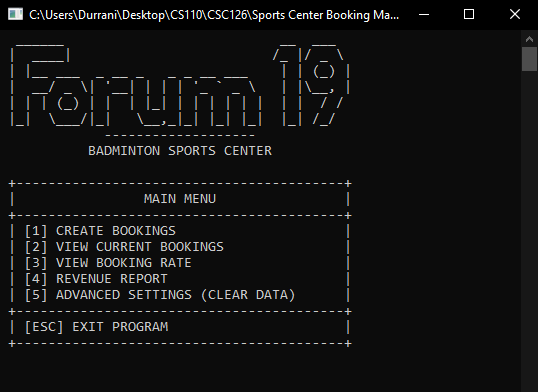 C:\Users\Durrani\Desktop\CS110\CSC126\Sports Center Booking Ma...
Forum 19
BADMINTON SPORTS CENTER
MAIN MENU
[1] CREATE BOOKINGS
[2] VIEW CURRENT BOOKINGS
[3] VIEW BOOKING RATE
[4] REVENUE REPORT
[5] ADVANCED SETTINGS (CLEAR DATA)
[ESC] EXIT PROGRAM